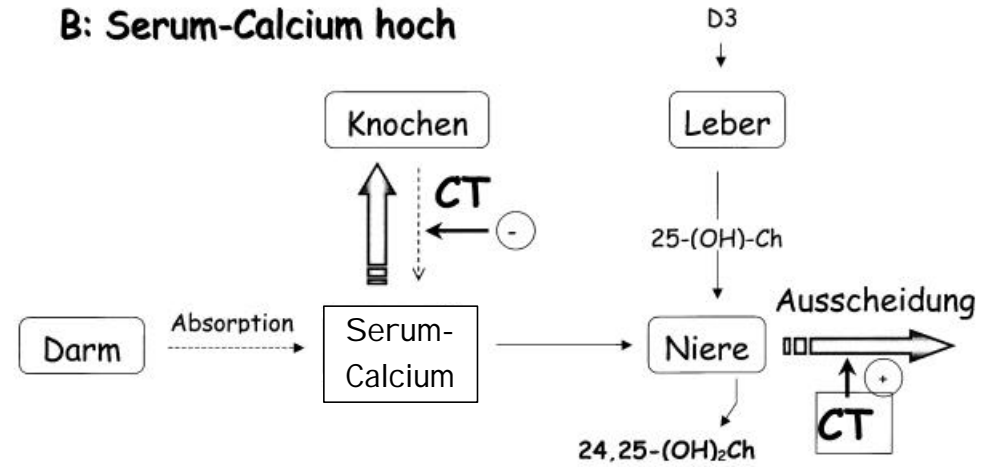 B: Serum-Calcium hoch
D3
Knochen
Leber
CT
-
25-(OH)-Ch
Ausscheidung
Darm
Absorption
Serum-
Calcium
Niere
+
CT
24,25-(OH)₂Ch